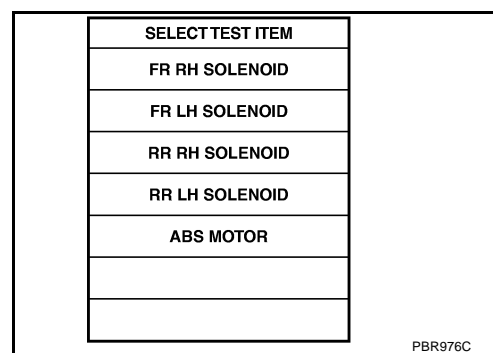 SELECT TEST ITEM
FR RH SOLENOID
FR LH SOLENOID
RR RH SOLENOID
RR LH SOLENOID
ABS MOTOR
PBR976C